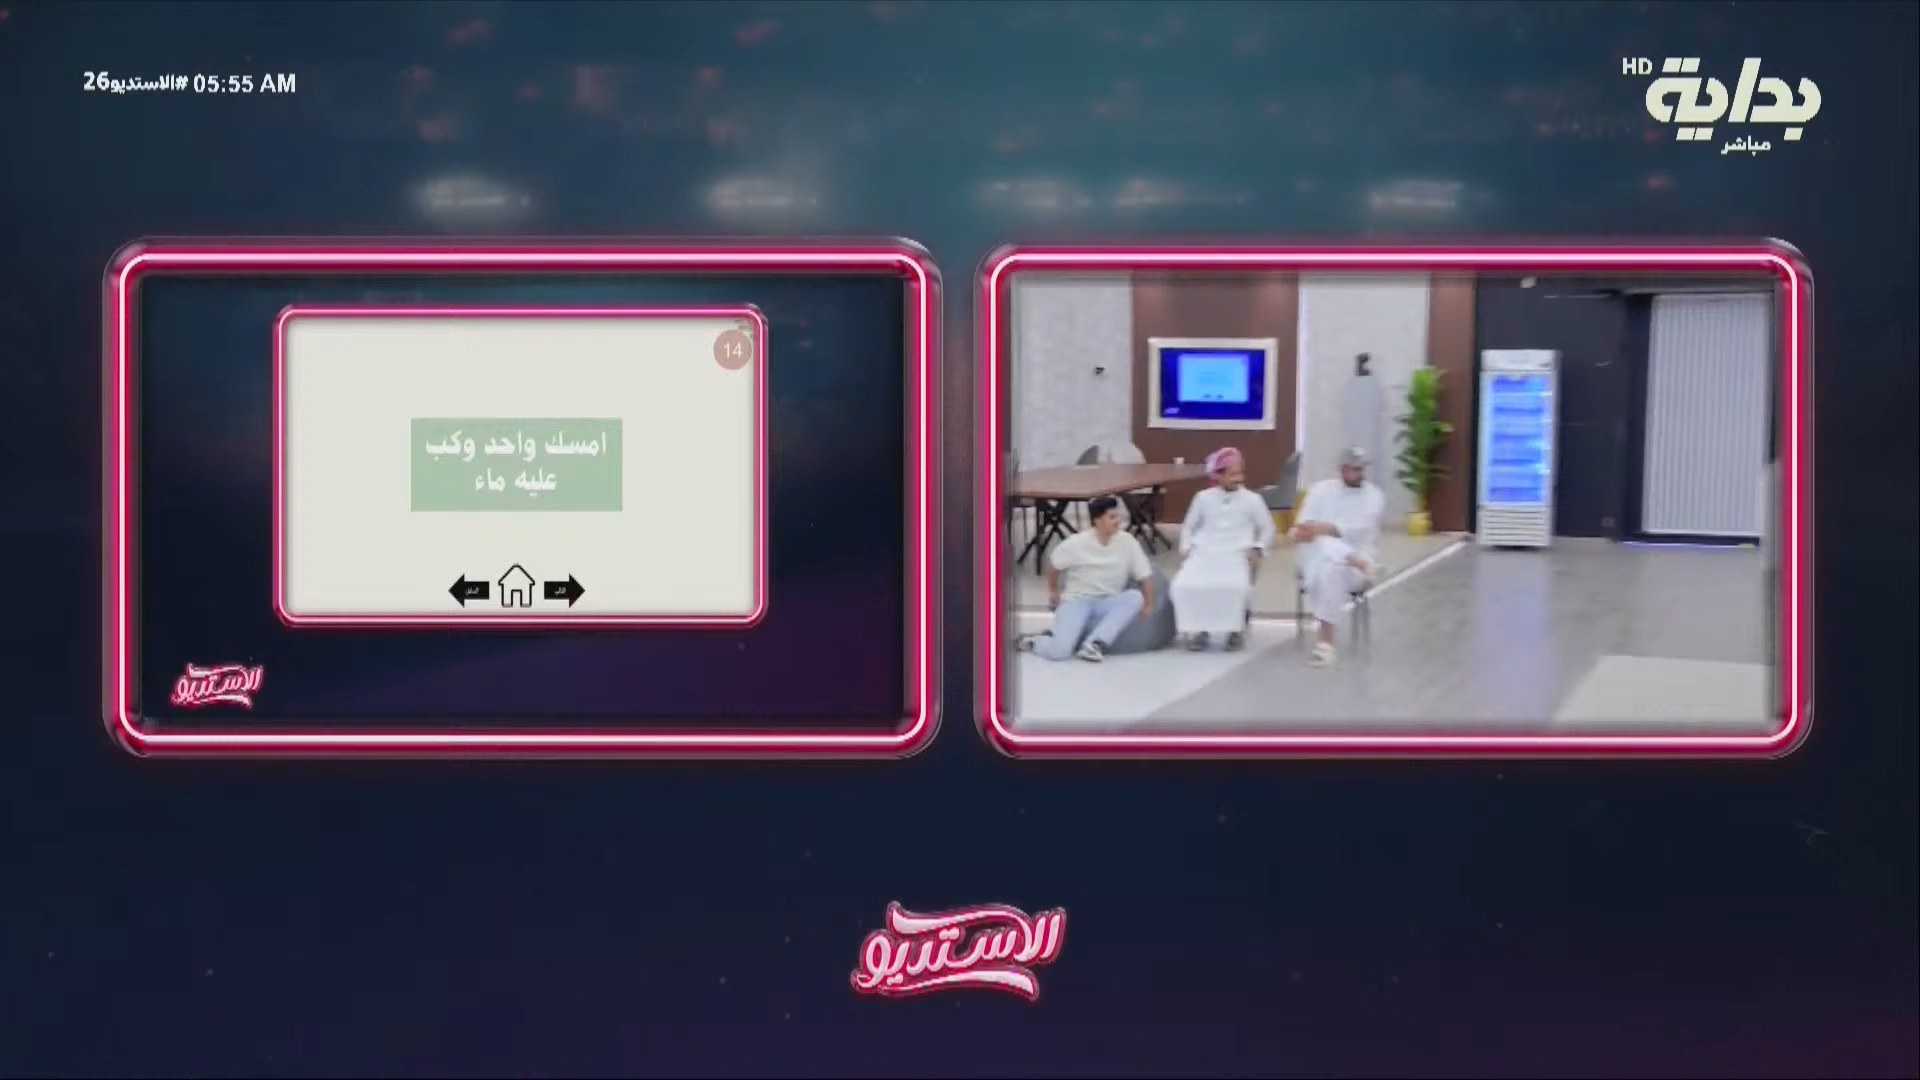 05:55 AM #الاستديو26
HD
بداية
مباشر
14
امسك واحد وكب
عليه ماء
الاستديو
الاستديو